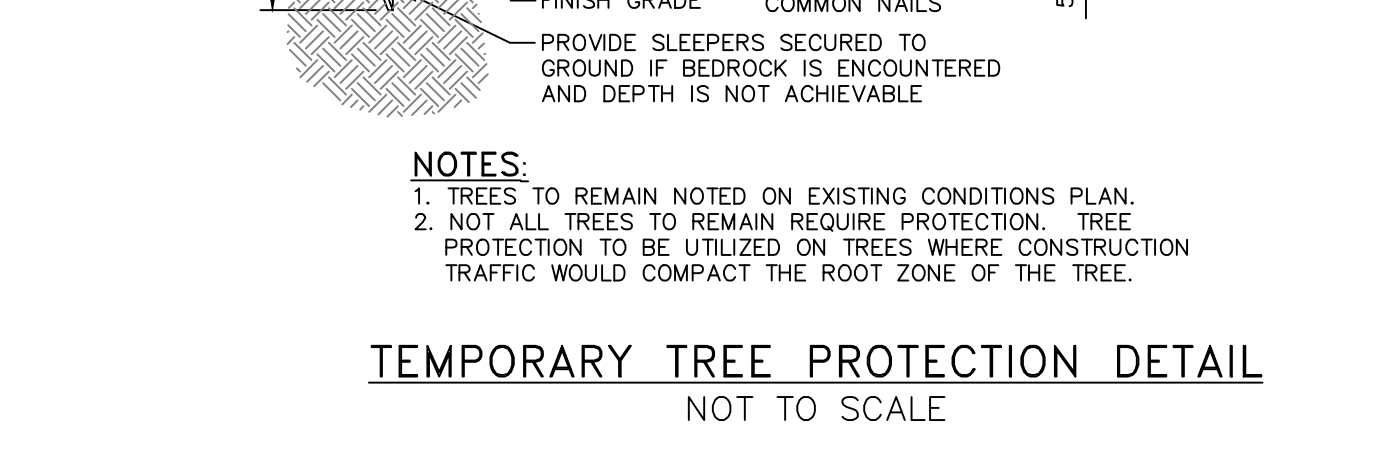 FINISH GRADE
COMMON NAILS
5
PROVIDE SLEEPERS SECURED TO
GROUND IF BEDROCK IS ENCOUNTERED
AND DEPTH IS NOT ACHIEVABLE
NOTES:
1. TREES TO REMAIN NOTED ON EXISTING CONDITIONS PLAN.
2. NOT ALL TREES TO REMAIN REQUIRE PROTECTION. TREE
PROTECTION TO BE UTILIZED ON TREES WHERE CONSTRUCTION
TRAFFIC WOULD COMPACT THE ROOT ZONE OF THE TREE.
TEMPORARY TREE PROTECTION DETAIL
NOT TO SCALE